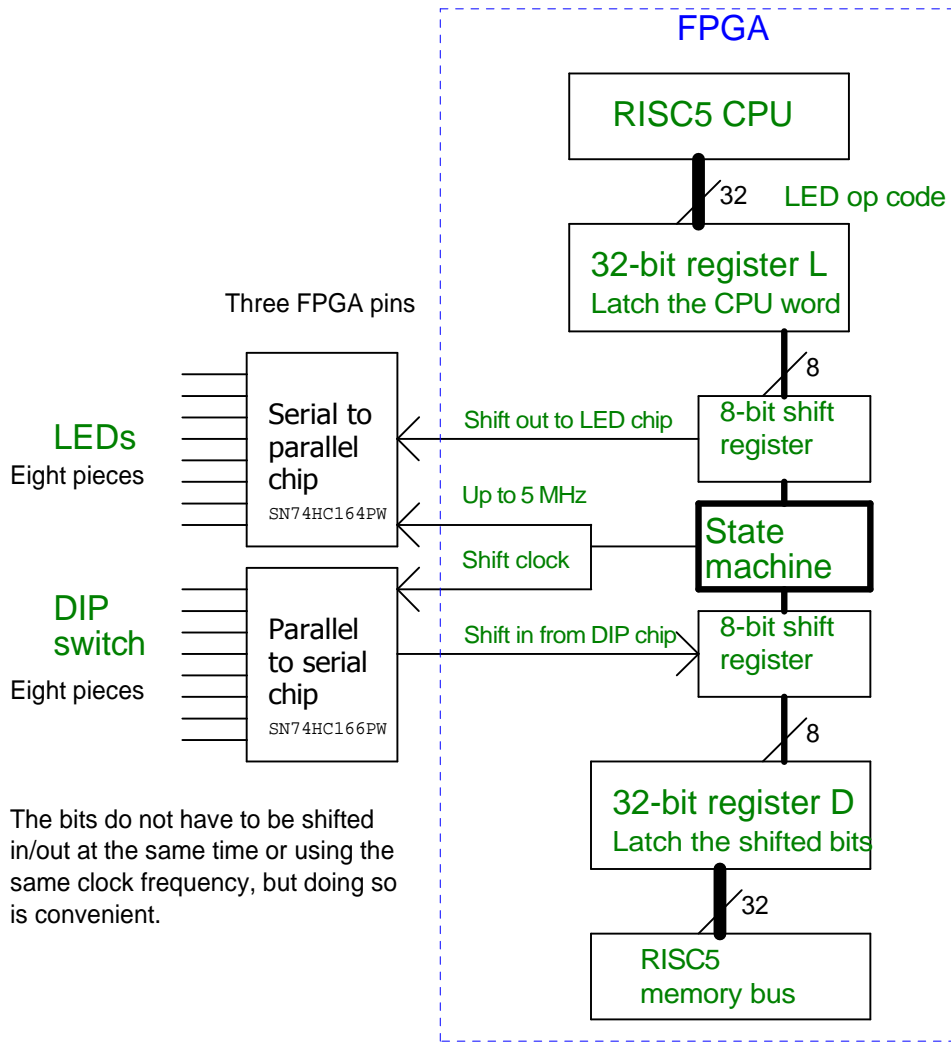 FPGA
RISC5 CPU
32
LED op code
32-bit register L
Latch the CPU word
Three FPGA pins
8
Serial to
parallel
chip
SN74HC164PW
Shift out to LED chip
8-bit shift
register
LEDs
Eight pieces
Up to 5 MHz
State
machine
Shift clock
DIP
switch
Eight pieces
Parallel
to serial
chip
SN74HC166PW
Shift in from DIP chip
8-bit shift
register
8
32-bit register D
Latch the shifted bits
The bits do not have to be shifted
in/out at the same time or using the
same clock frequency, but doing so
is convenient.
32
RISC5
memory bus